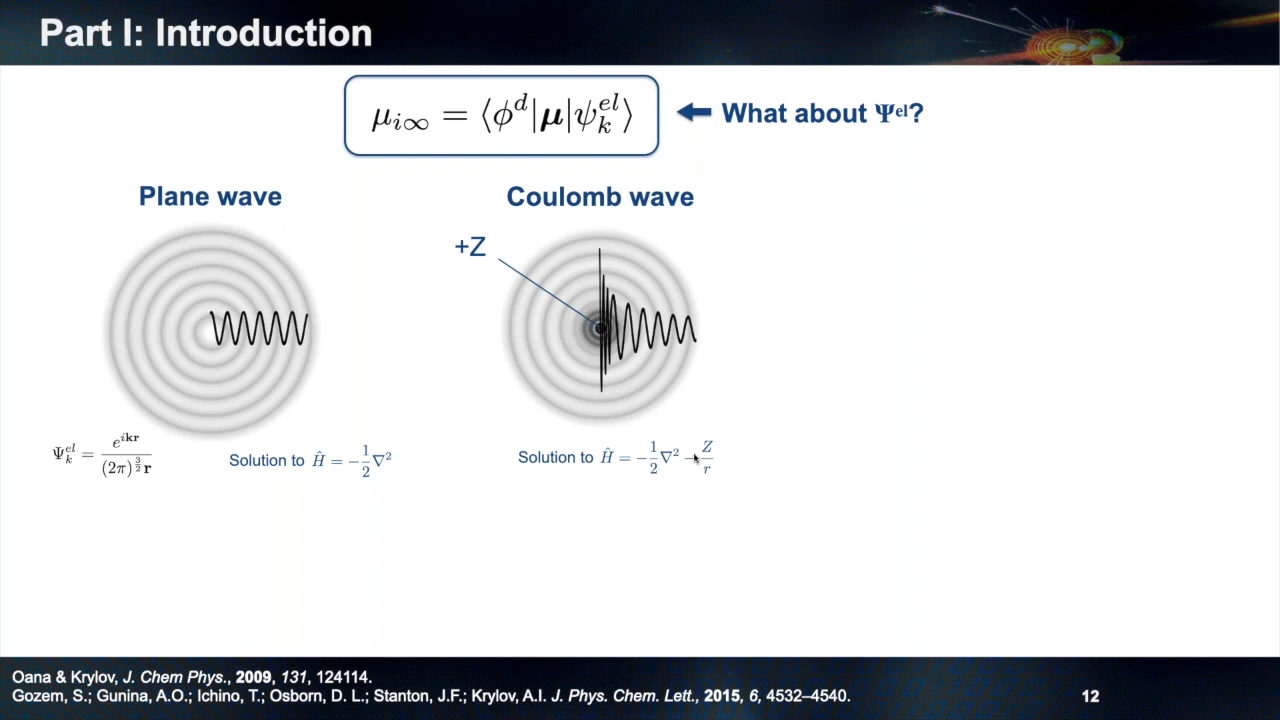 Part I: Introduction
μ_{i∞} = ⟨ϕ^d|μ|ψ_k^{el}⟩
What about Ψ^{el}?
Plane wave
Coulomb wave
+Z
Ψ_k^{el} = e^{ikr} / (2π)^{3/2} r
Solution to Ĥ = −1/2 ∇²
Solution to Ĥ = −1/2 ∇² − Z/r
Oana & Krylov, J. Chem Phys., 2009, 131, 124114.
Gozem, S.; Gunina, A.O.; Ichino, T.; Osborn, D. L.; Stanton, J.F.; Krylov, A.I. J. Phys. Chem. Lett., 2015, 6, 4532–4540.
12